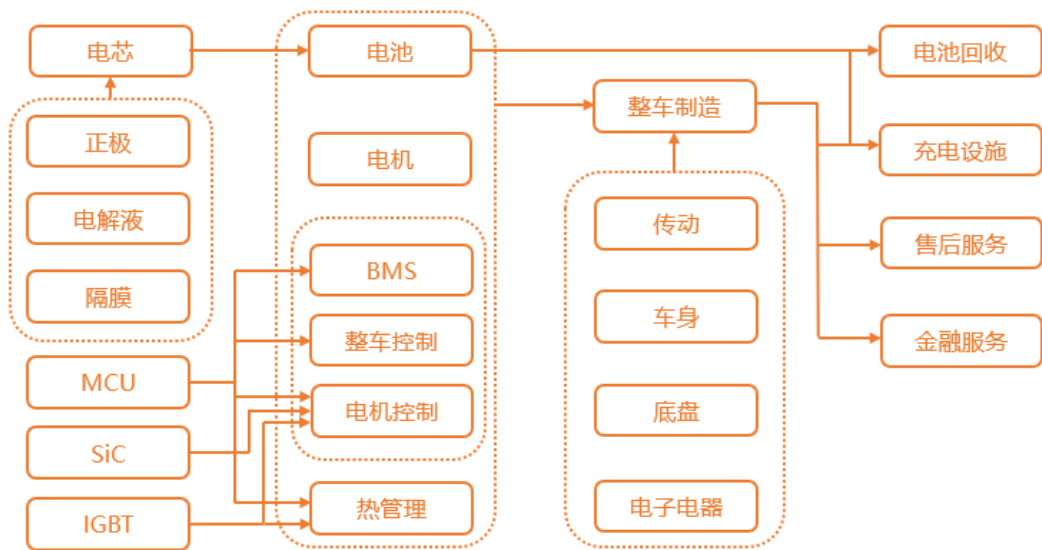 电芯
正极
电解液
隔膜
MCU
SiC
IGBT
电池
电机
BMS
整车控制
电机控制
热管理
整车制造
传动
车身
底盘
电子电器
电池回收
充电设施
售后服务
金融服务